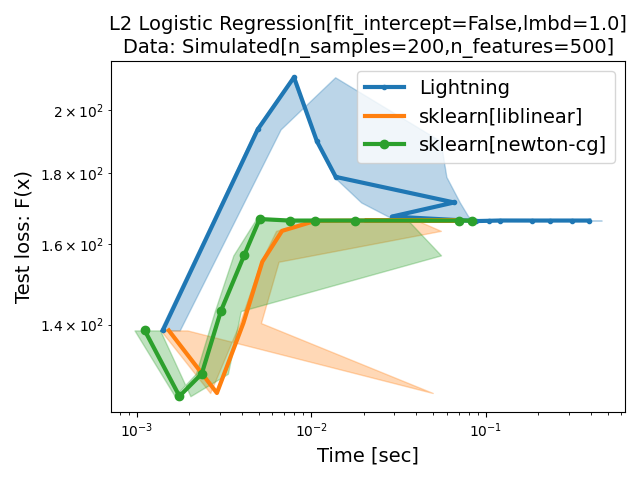 L2 Logistic Regression[fit_intercept=False,lmbd=1.0]
Data: Simulated[n_samples=200,n_features=500]
Lightning
sklearn[liblinear]
sklearn[newton-cg]
Test loss: F(x)
2 × 10²
1.8 × 10²
1.6 × 10²
1.4 × 10²
10⁻³ 10⁻² 10⁻¹
Time [sec]